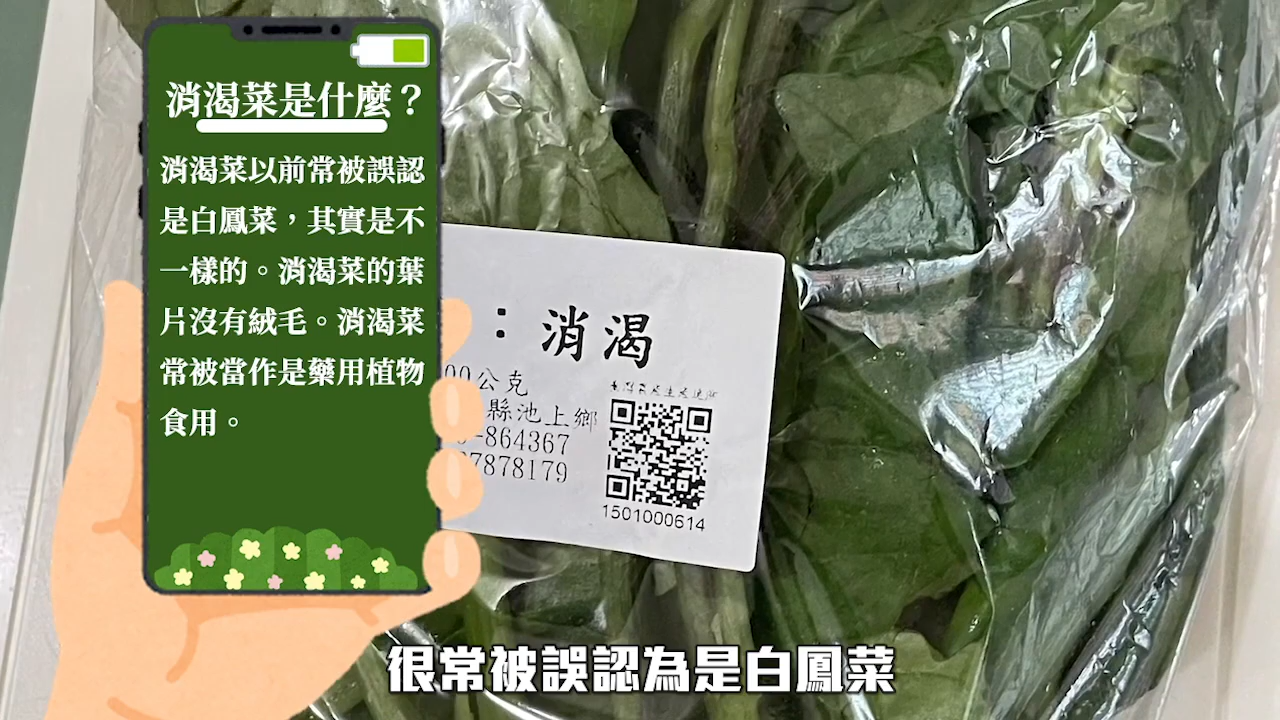 消渴菜是什麼？
消渴菜以前常被誤認
是白鳳菜，其實是不
一樣的。消渴菜的葉
片沒有絨毛。消渴菜
常被當作是藥用植物
食用。
：消渴
00公克
縣池上鄉
-864367
7878179
1501000614
很常被誤認為是白鳳菜